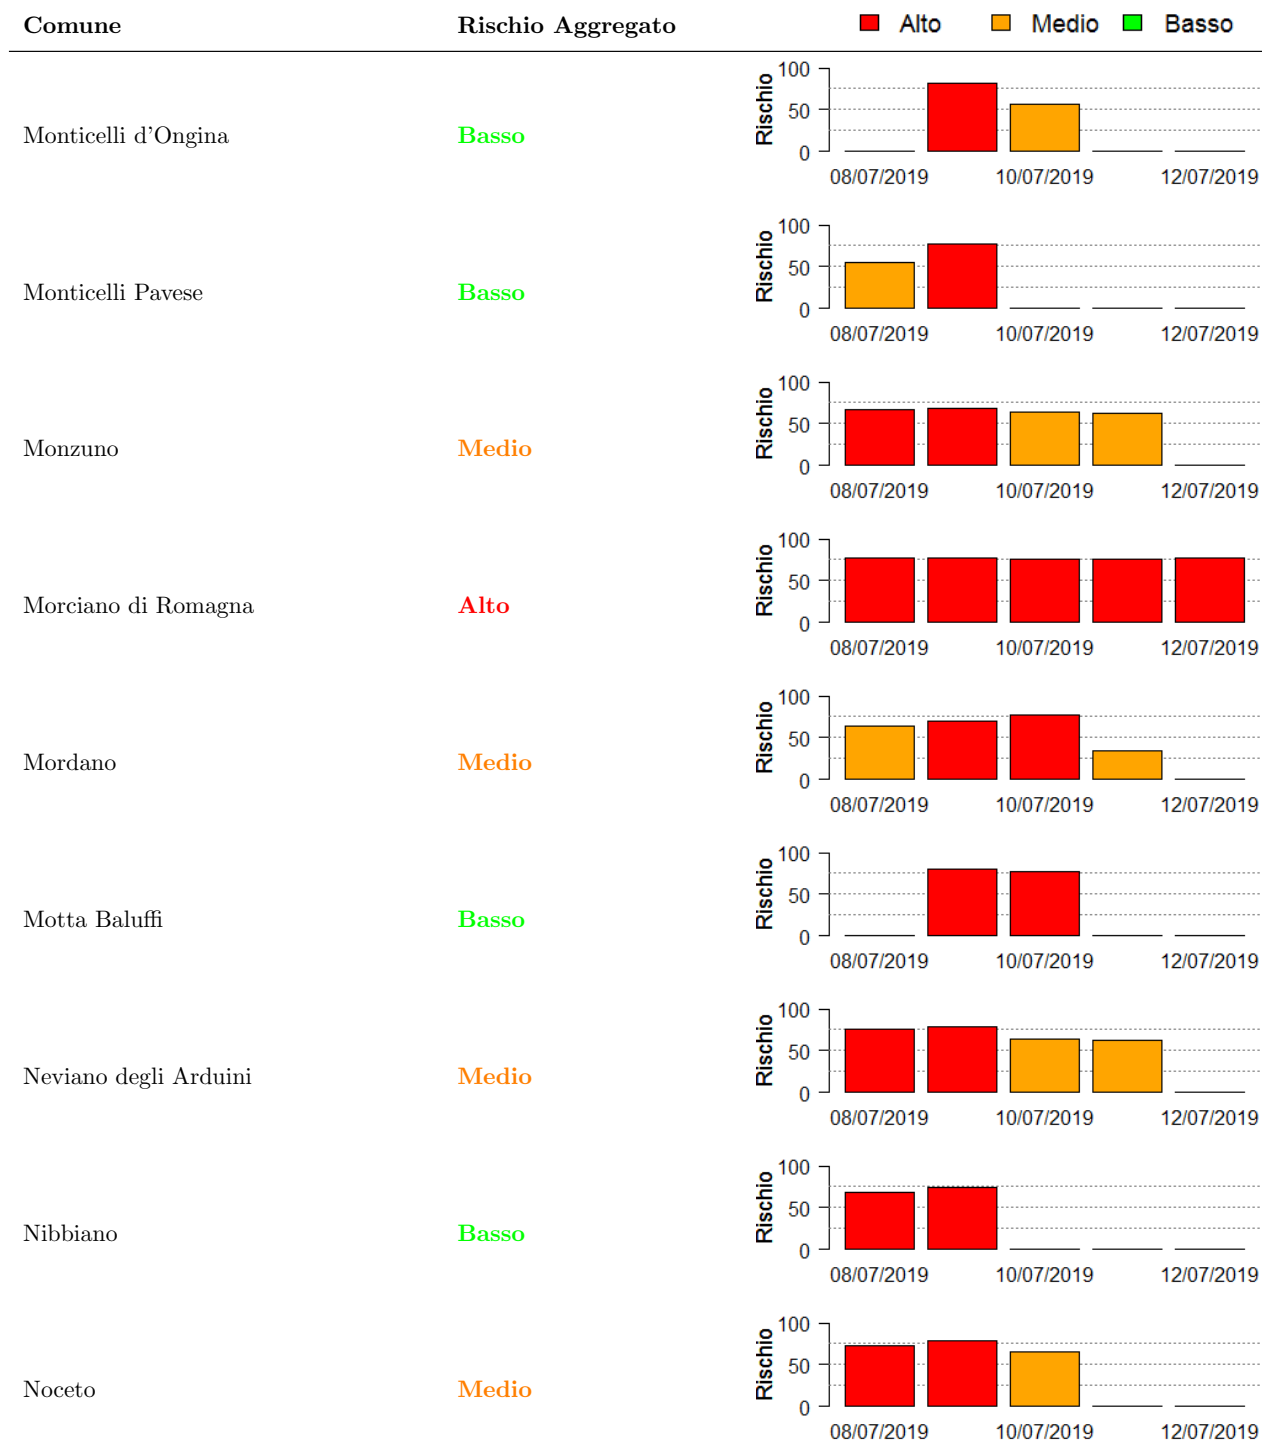 Comune Rischio Aggregato Alto Medio Basso
Monticelli d'Ongina Basso Rischio 100 50 0
08/07/2019 10/07/2019 12/07/2019
Monticelli Pavese Basso Rischio 100 50 0
08/07/2019 10/07/2019 12/07/2019
Monzuno Medio Rischio 100 50 0
08/07/2019 10/07/2019 12/07/2019
Morciano di Romagna Alto Rischio 100 50 0
08/07/2019 10/07/2019 12/07/2019
Mordano Medio Rischio 100 50 0
08/07/2019 10/07/2019 12/07/2019
Motta Baluffi Basso Rischio 100 50 0
08/07/2019 10/07/2019 12/07/2019
Neviano degli Arduini Medio Rischio 100 50 0
08/07/2019 10/07/2019 12/07/2019
Nibbiano Basso Rischio 100 50 0
08/07/2019 10/07/2019 12/07/2019
Noceto Medio Rischio 100 50 0
08/07/2019 10/07/2019 12/07/2019